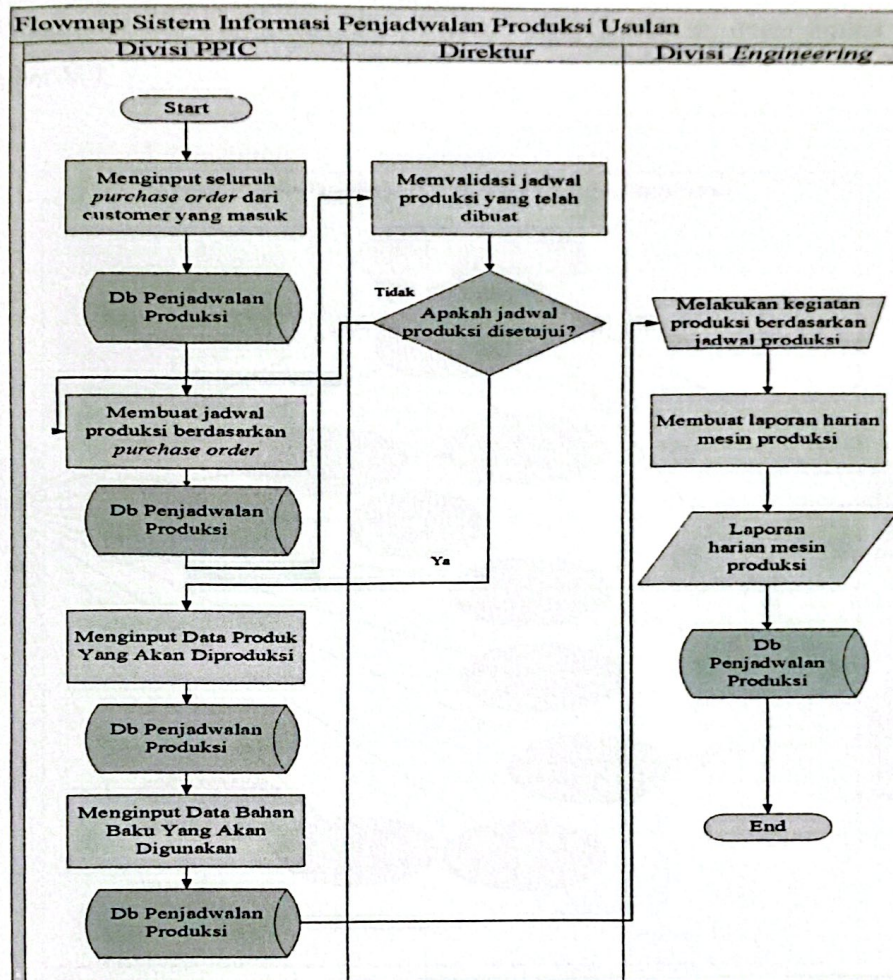 Flowmap Sistem Informasi Penjadwalan Produksi Usulan
Divisi PPIC
Direktur
Divisi Engineering
Start
Menginput seluruh
purchase order dari
customer yang masuk
Db Penjadwalan
Produksi
Membuat jadwal
produksi berdasarkan
purchase order
Db Penjadwalan
Produksi
Menginput Data Produk
Yang Akan Diproduksi
Db Penjadwalan
Produksi
Menginput Data Bahan
Baku Yang Akan
Digunakan
Db Penjadwalan
Produksi
Memvalidasi jadwal
produksi yang telah
dibuat
Tidak
Apakah jadwal
produksi disetujui?
Ya
Melakukan kegiatan
produksi berdasarkan
jadwal produksi
Membuat laporan harian
mesin produksi
Laporan
harian mesin
produksi
Db
Penjadwalan
Produksi
End